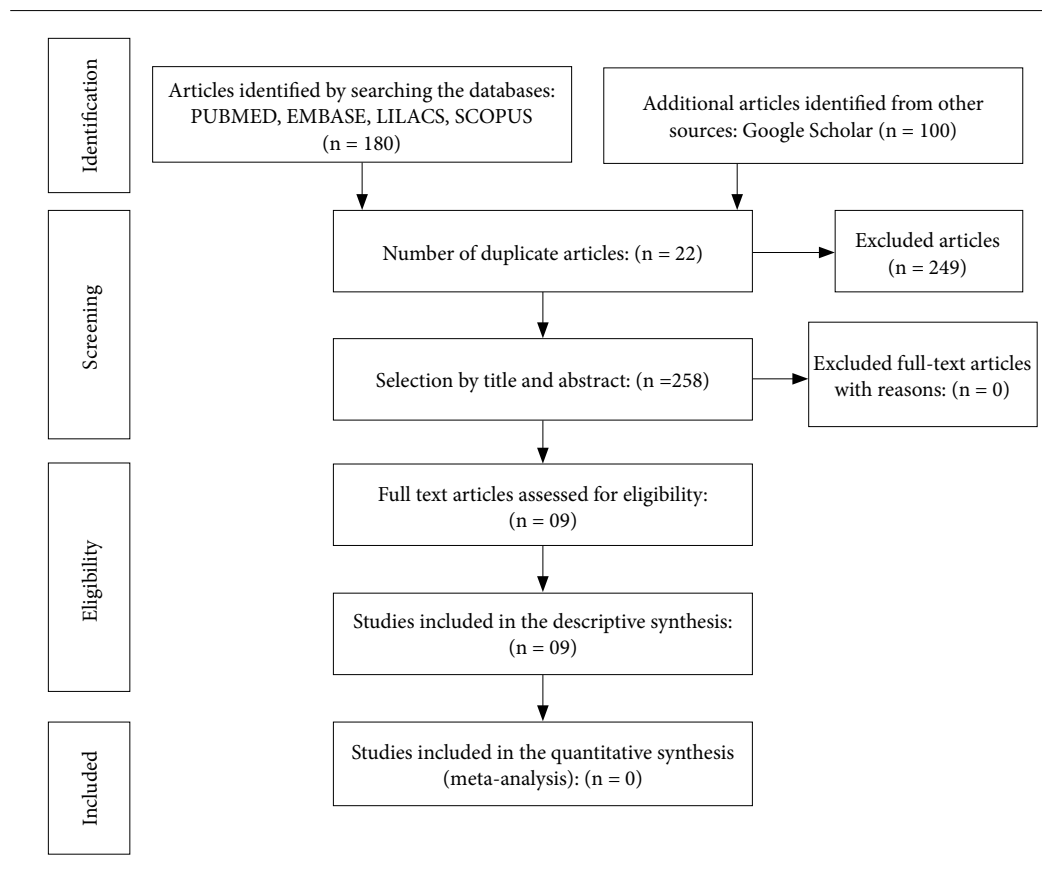 Identification
Articles identified by searching the databases:
PUBMED, EMBASE, LILACS, SCOPUS
(n = 180)
Additional articles identified from other
sources: Google Scholar (n = 100)
Screening
Number of duplicate articles: (n = 22)
Excluded articles
(n = 249)
Selection by title and abstract: (n =258)
Excluded full-text articles
with reasons: (n = 0)
Eligibility
Full text articles assessed for eligibility:
(n = 09)
Studies included in the descriptive synthesis:
(n = 09)
Included
Studies included in the quantitative synthesis
(meta-analysis): (n = 0)